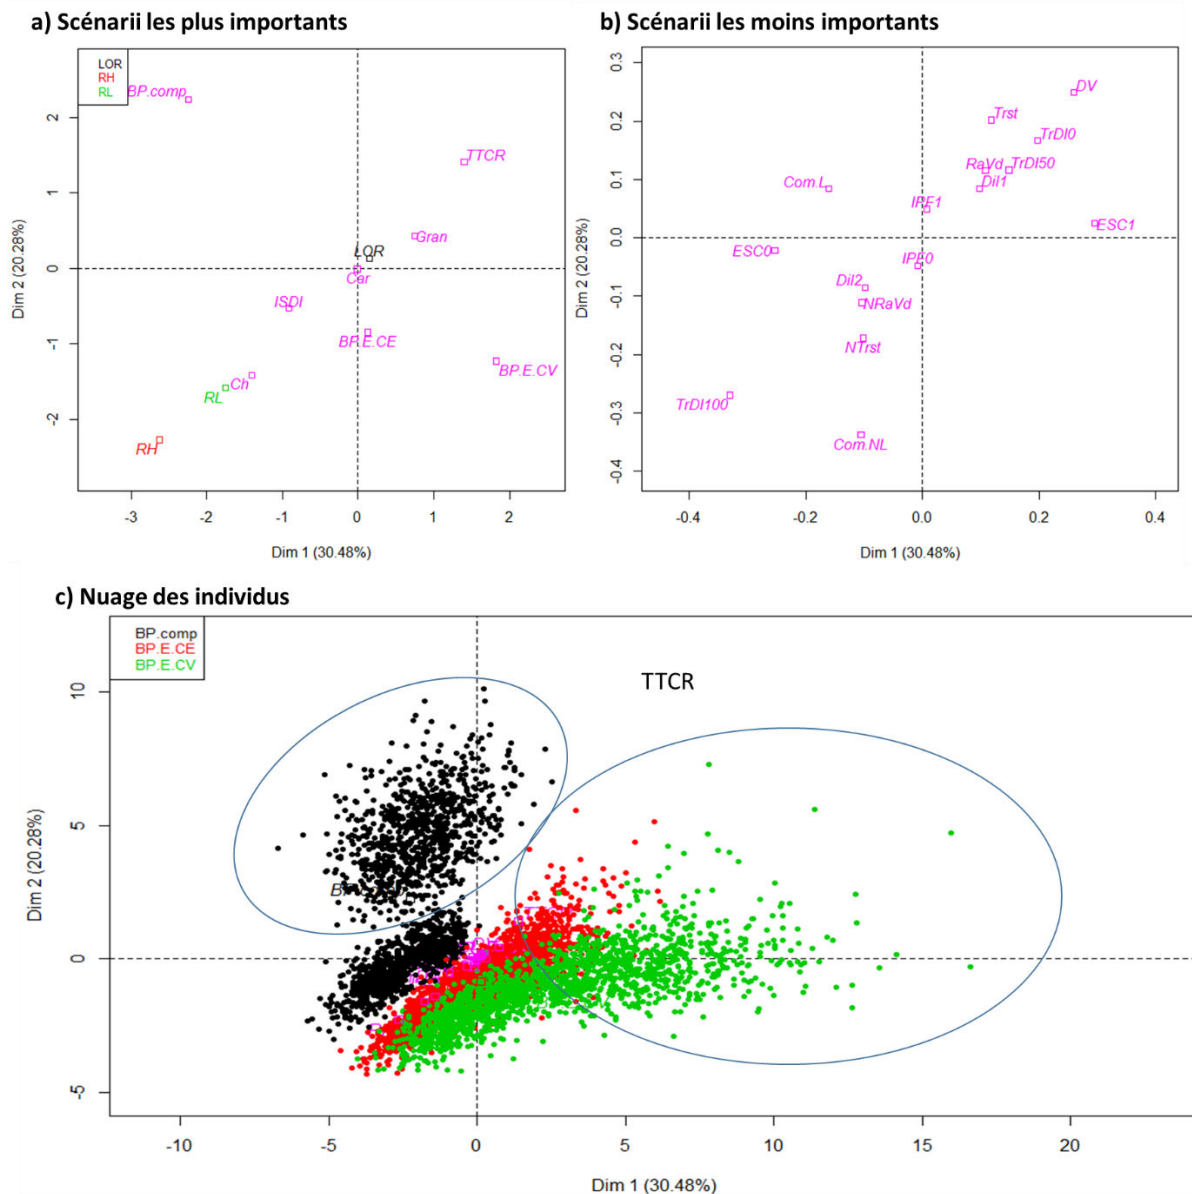 a) Scénarii les plus importants
LOR
RH
RL
BP.comp
TTCR
Gran
LOR
Car
ISDI
BP.E.CE
BP.E.CV
Ch
RL
RH
2
1
0
-1
-2
Dim 2 (20.28%)
-3 -2 -1 0 1 2
Dim 1 (30.48%)
b) Scénarii les moins importants
DV
Trst
TrDI0
RaVd
TrDI50
Dil1
Com.L
IPF1
ESC1
ESC0
IPF0
Dil2
NRaVd
NTrst
TrDI100
Com.NL
0.3
0.2
0.1
0.0
-0.1
-0.2
-0.3
-0.4
Dim 2 (20.28%)
-0.4 -0.2 0.0 0.2 0.4
Dim 1 (30.48%)
c) Nuage des individus
BP.comp
BP.E.CE
BP.E.CV
TTCR
10
5
0
-5
Dim 2 (20.28%)
-10 -5 0 5 10 15 20
Dim 1 (30.48%)